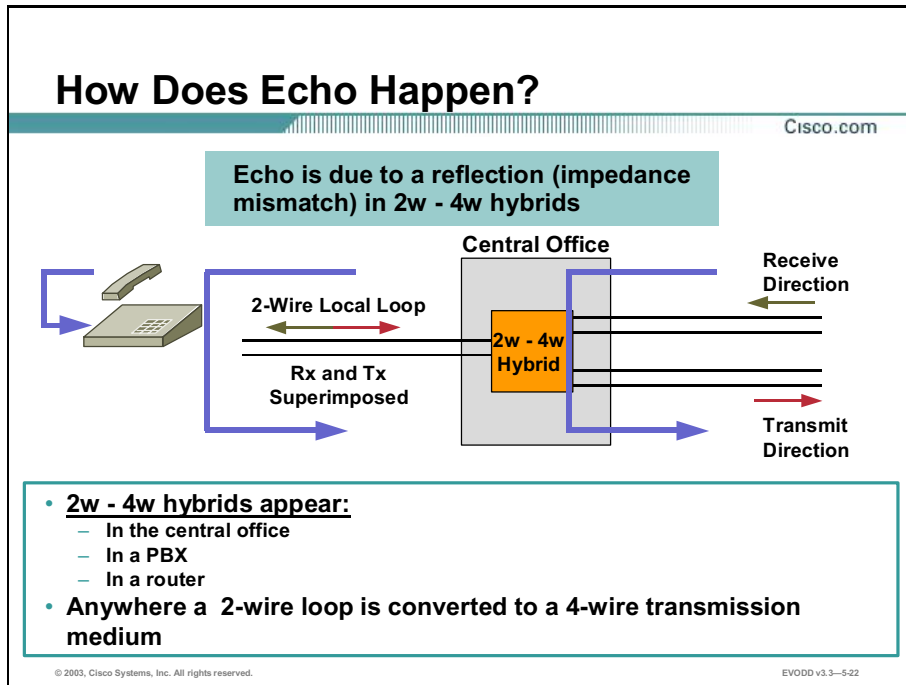 How Does Echo Happen?
Cisco.com
Echo is due to a reflection (impedance
mismatch) in 2w - 4w hybrids
Central Office
Receive
Direction
2-Wire Local Loop
2w - 4w
Hybrid
Rx and Tx
Superimposed
Transmit
Direction
• 2w - 4w hybrids appear:
– In the central office
– In a PBX
– In a router
• Anywhere a 2-wire loop is converted to a 4-wire transmission
medium
© 2003, Cisco Systems, Inc. All rights reserved.
EVODD v3.3—5-22